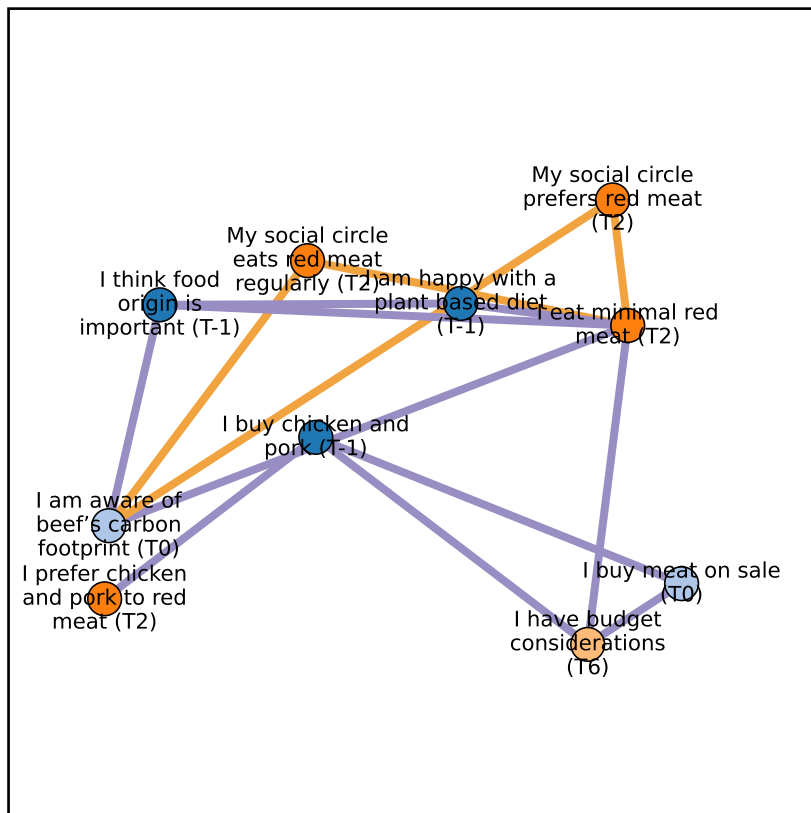 My social circle
prefers red meat
(T2)
My social circle
eats red meat
regularly (T2)
I think food
origin is
important (T-1)
I am happy with a
plant based diet
(T-1)
I eat minimal red
meat (T2)
I buy chicken and
pork (T-1)
I am aware of
beef’s carbon
footprint (T0)
I prefer chicken
and pork to red
meat (T2)
I buy meat on sale
(T0)
I have budget
considerations
(T6)